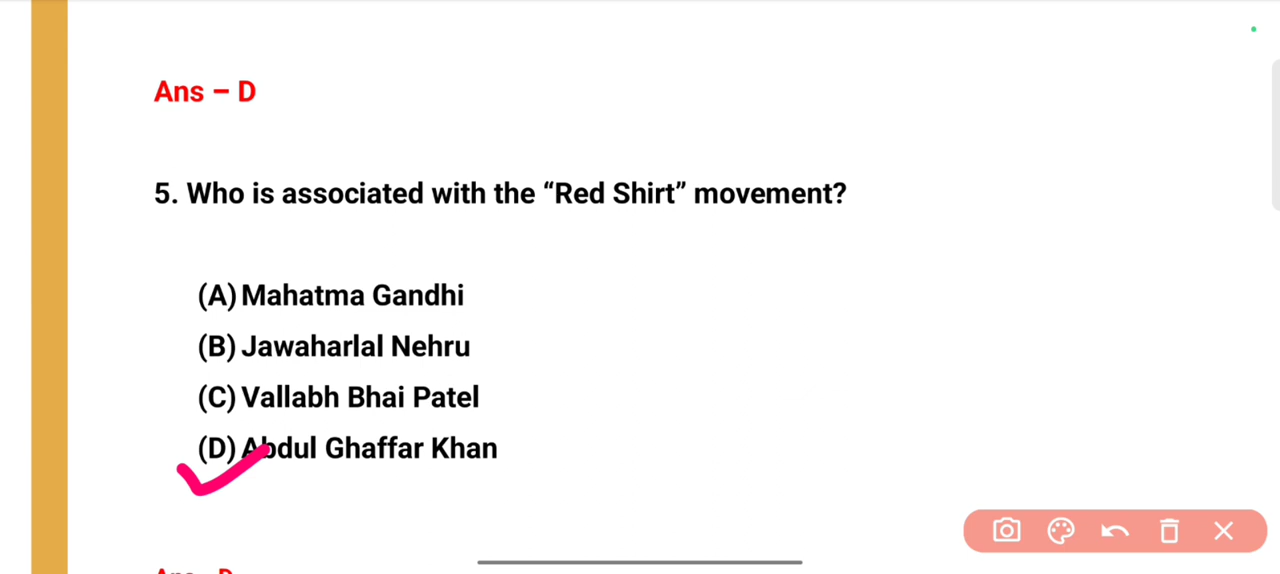 Ans – D
5. Who is associated with the “Red Shirt” movement?
(A) Mahatma Gandhi
(B) Jawaharlal Nehru
(C) Vallabh Bhai Patel
(D) Abdul Ghaffar Khan